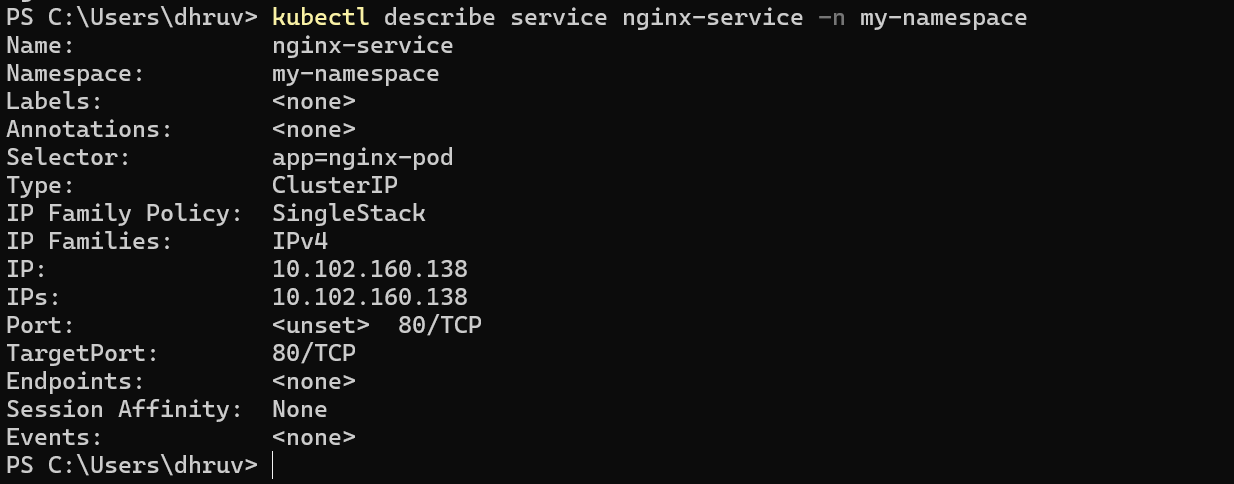 PS C:\Users\dhruv> kubectl describe service nginx-service -n my-namespace
Name:              nginx-service
Namespace:         my-namespace
Labels:            <none>
Annotations:       <none>
Selector:          app=nginx-pod
Type:              ClusterIP
IP Family Policy:  SingleStack
IP Families:       IPv4
IP:                10.102.160.138
IPs:               10.102.160.138
Port:              <unset>  80/TCP
TargetPort:        80/TCP
Endpoints:         <none>
Session Affinity:  None
Events:            <none>
PS C:\Users\dhruv>